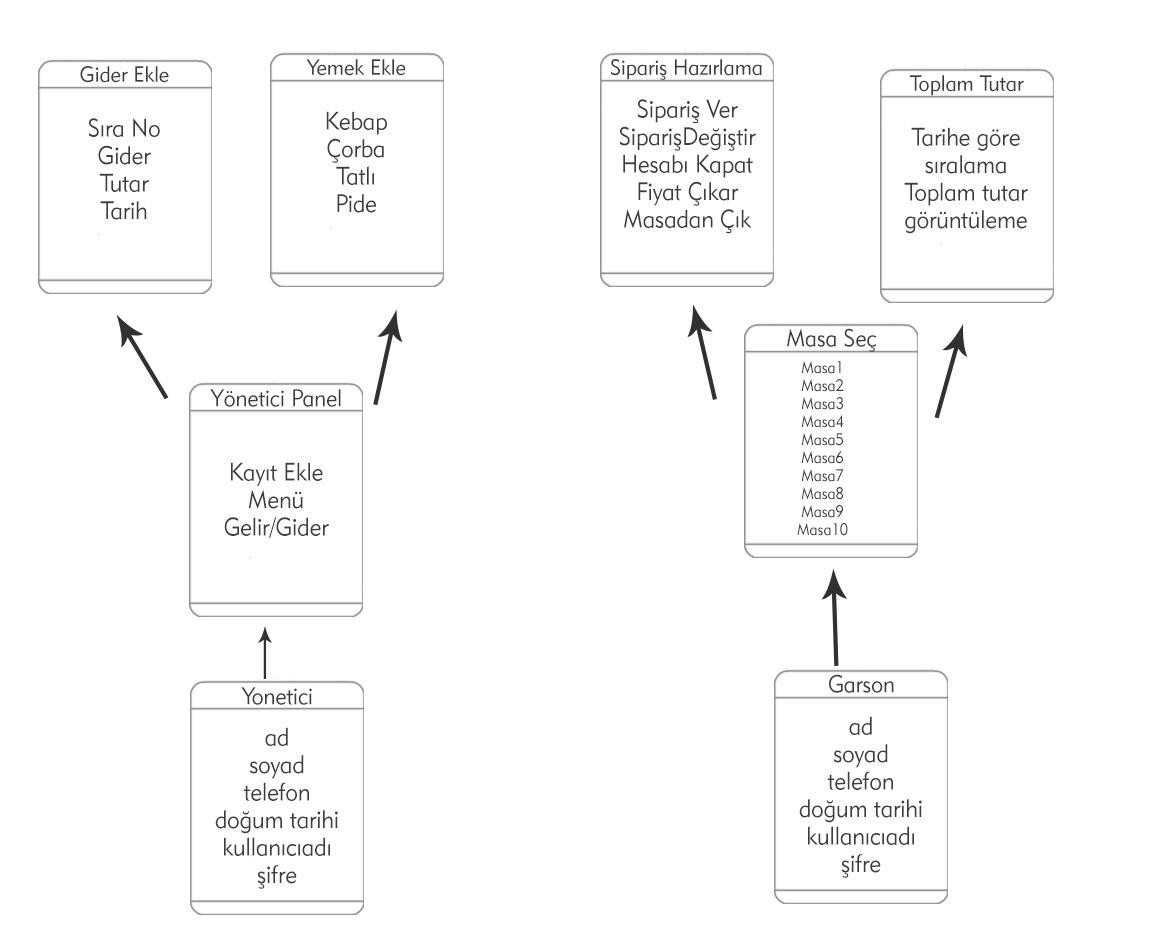 Gider Ekle
Sıra No
Gider
Tutar
Tarih
Yemek Ekle
Kebap
Çorba
Tatlı
Pide
Sipariş Hazırlama
Sipariş Ver
SiparişDeğiştir
Hesabı Kapat
Fiyat Çıkar
Masadan Çık
Toplam Tutar
Tarihe göre
sıralama
Toplam tutar
görüntüleme
Yönetici Panel
Kayıt Ekle
Menü
Gelir/Gider
Masa Seç
Masa1
Masa2
Masa3
Masa4
Masa5
Masa6
Masa7
Masa8
Masa9
Masa10
Yonetici
ad
soyad
telefon
doğum tarihi
kullanıcıadı
şifre
Garson
ad
soyad
telefon
doğum tarihi
kullanıcıadı
şifre